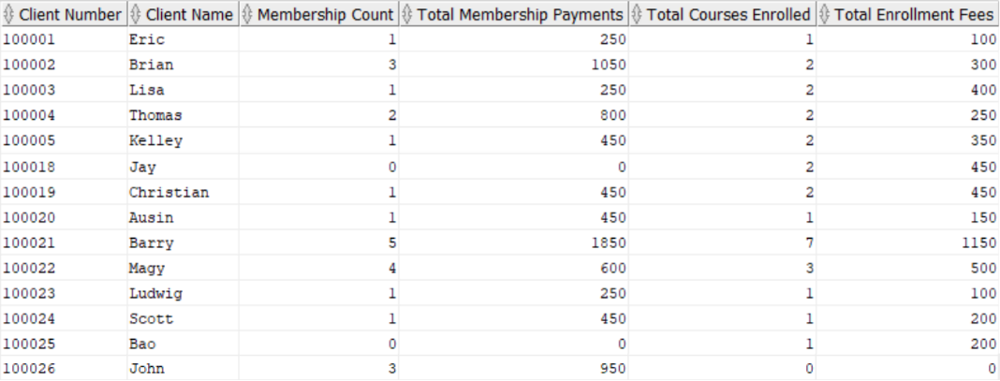 Client Number Client Name Membership Count Total Membership Payments Total Courses Enrolled Total Enrollment Fees
100001 Eric 1 250 1 100
100002 Brian 3 1050 2 300
100003 Lisa 1 250 2 400
100004 Thomas 2 800 2 250
100005 Kelley 1 450 2 350
100018 Jay 0 0 2 450
100019 Christian 1 450 2 450
100020 Ausin 1 450 1 150
100021 Barry 5 1850 7 1150
100022 Magy 4 600 3 500
100023 Ludwig 1 250 1 100
100024 Scott 1 450 1 200
100025 Bao 0 0 1 200
100026 John 3 950 0 0